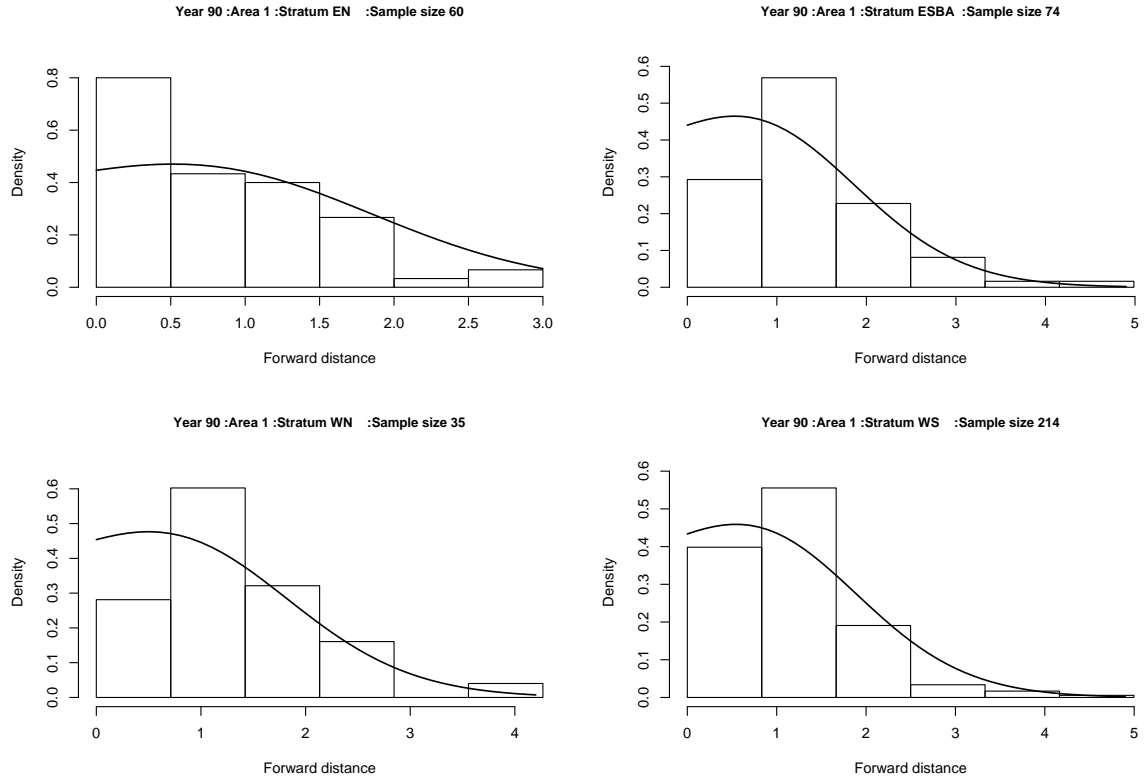 Year 90 :Area 1 :Stratum EN :Sample size 60
Density
0.8
0.6
0.4
0.2
0.0
0.0 0.5 1.0 1.5 2.0 2.5 3.0
Forward distance
Year 90 :Area 1 :Stratum ESBA :Sample size 74
Density
0.6
0.5
0.4
0.3
0.2
0.1
0.0
0 1 2 3 4 5
Forward distance
Year 90 :Area 1 :Stratum WN :Sample size 35
Density
0.6
0.5
0.4
0.3
0.2
0.1
0.0
0 1 2 3 4
Forward distance
Year 90 :Area 1 :Stratum WS :Sample size 214
Density
0.6
0.5
0.4
0.3
0.2
0.1
0.0
0 1 2 3 4 5
Forward distance